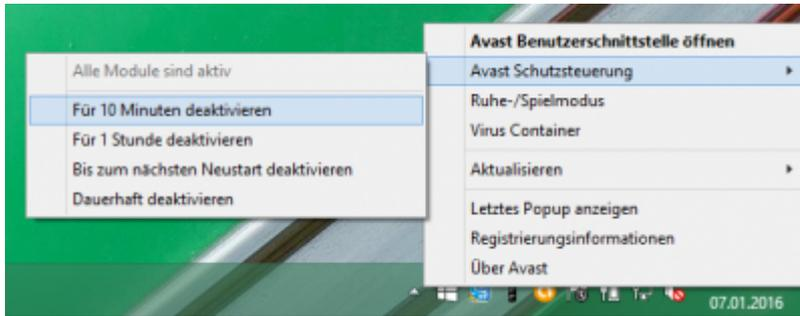 Avast Benutzerschnittstelle öffnen
Avast Schutzsteuerung
Ruhe-/Spielmodus
Virus Container
Aktualisieren
Letztes Popup anzeigen
Registrierungsinformationen
Über Avast
Alle Module sind aktiv
Für 10 Minuten deaktivieren
Für 1 Stunde deaktivieren
Bis zum nächsten Neustart deaktivieren
Dauerhaft deaktivieren
07.01.2016